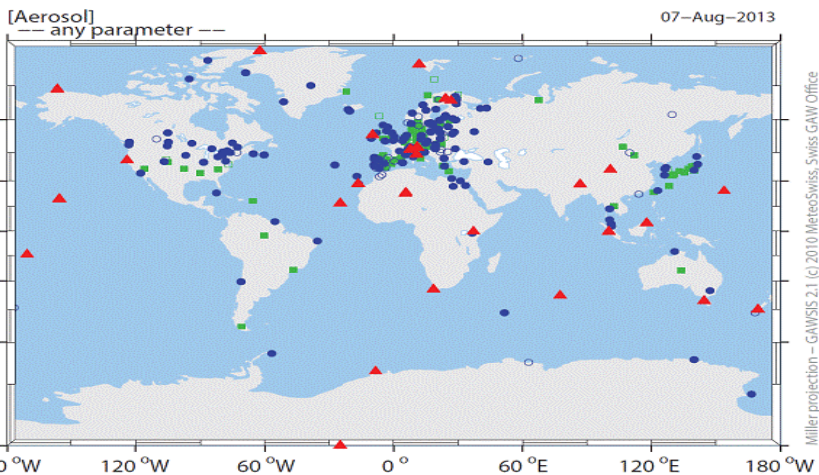 [Aerosol]
−− any parameter −−
07−Aug−2013
0 °W 120 °W 60 °W 0 ° 60 °E 120 °E 180 °W
Miller projection − GAWSIS 2.1 (c) 2010 MeteoSwiss, Swiss GAW Office